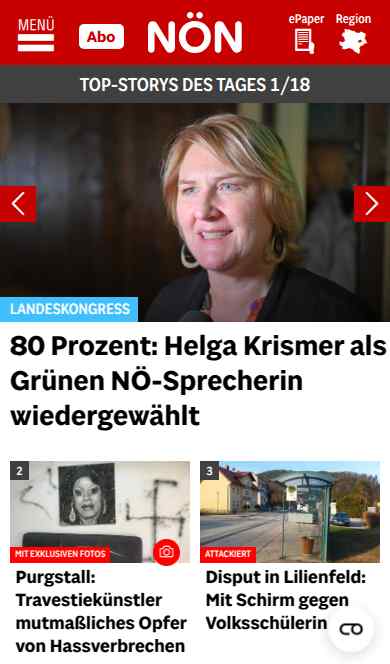 MENÜ
Abo
NÖN
ePaper
Region
TOP-STORYS DES TAGES 1/18
LANDESKONGRESS
80 Prozent: Helga Krismer als
Grünen NÖ-Sprecherin
wiedergewählt
2
MIT EXKLUSIVEN FOTOS
Purgstall:
Travestiekünstler
mutmaßliches Opfer
von Hassverbrechen
3
ATTACKIERT
Disput in Lilienfeld:
Mit Schirm gegen
Volksschülerin